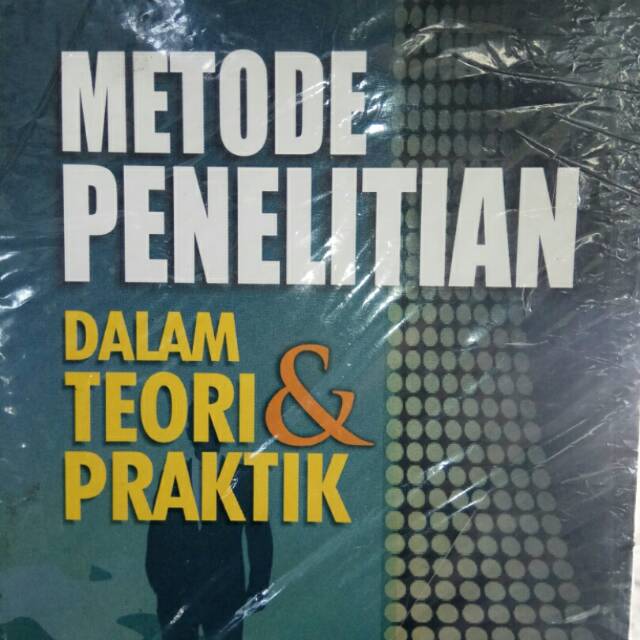 METODE
PENELITIAN
DALAM
TEORI &
PRAKTIK